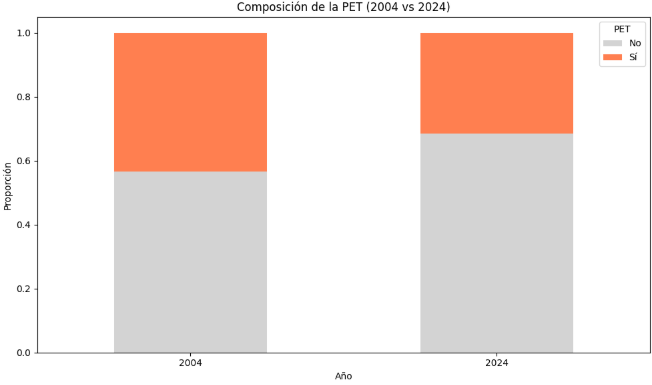 Composición de la PET (2004 vs 2024)
PET
No
Sí
1.0
0.8
0.6
0.4
0.2
0.0
Proporción
2004
2024
Año